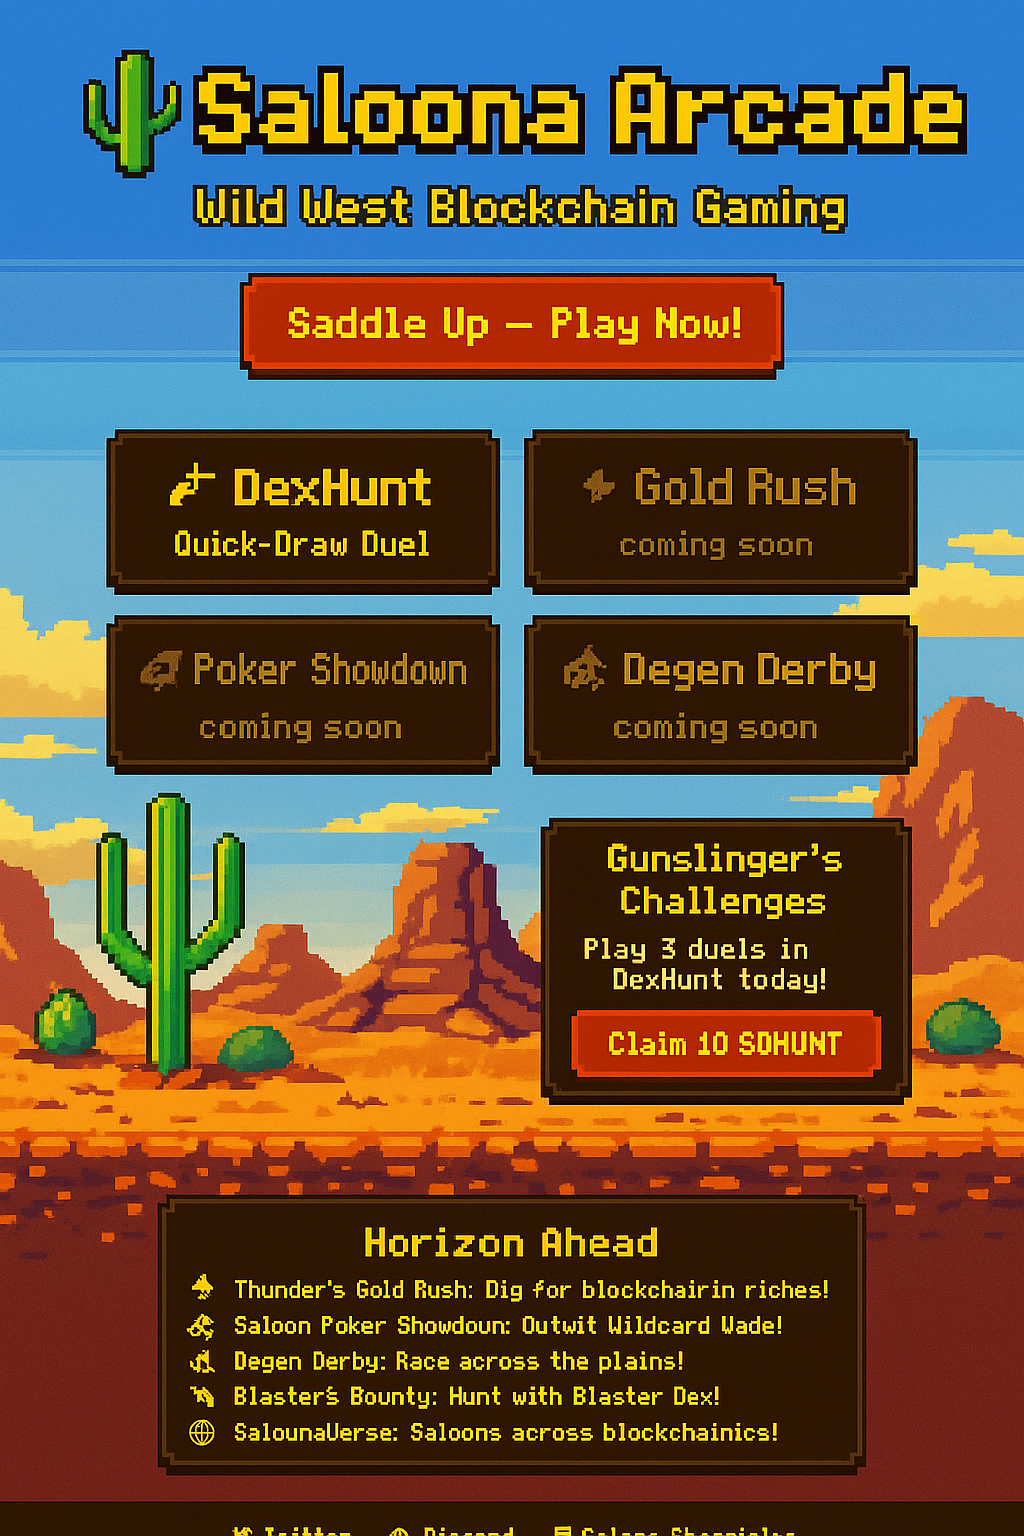 Saloona Arcade
Wild West Blockchain Gaming
Saddle Up – Play Now!
DexHunt
Quick-Draw Duel
Gold Rush
coming soon
Poker Showdown
coming soon
Degen Derby
coming soon
Gunslinger's
Challenges
Play 3 duels in
DexHunt today!
Claim 10 SDHUNT
Horizon Ahead
Thunder's Gold Rush: Dig for blockchairin riches!
Saloon Poker Showdoun: Outwit Wildcard Wade!
Degen Derby: Race across the plains!
Blaster's Bounty: Hunt with Blaster Dex!
SalounaUerse: Saloons across blockchainics!